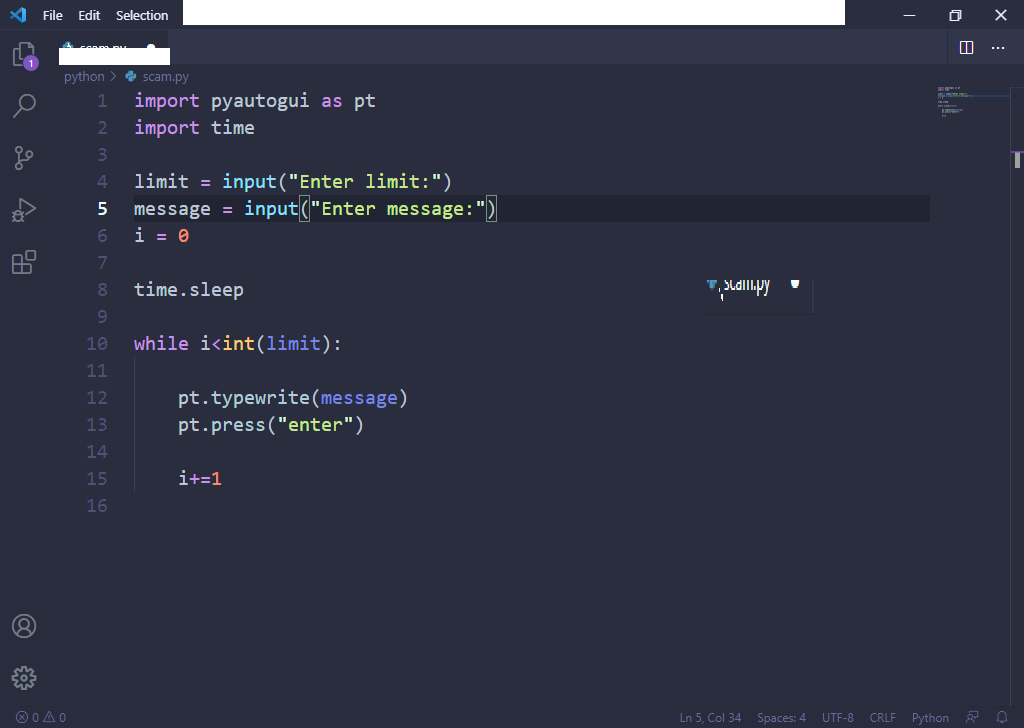 File Edit Selection
1
python > scam.py
1 import pyautogui as pt
2 import time
3
4 limit = input("Enter limit:")
5 message = input("Enter message:")
6 i = 0
7
8 time.sleep
scam.py
9
10 while i<int(limit):
11
12 pt.typewrite(message)
13 pt.press("enter")
14
15 i+=1
16
0 0 Ln 5, Col 34 Spaces: 4 UTF-8 CRLF Python